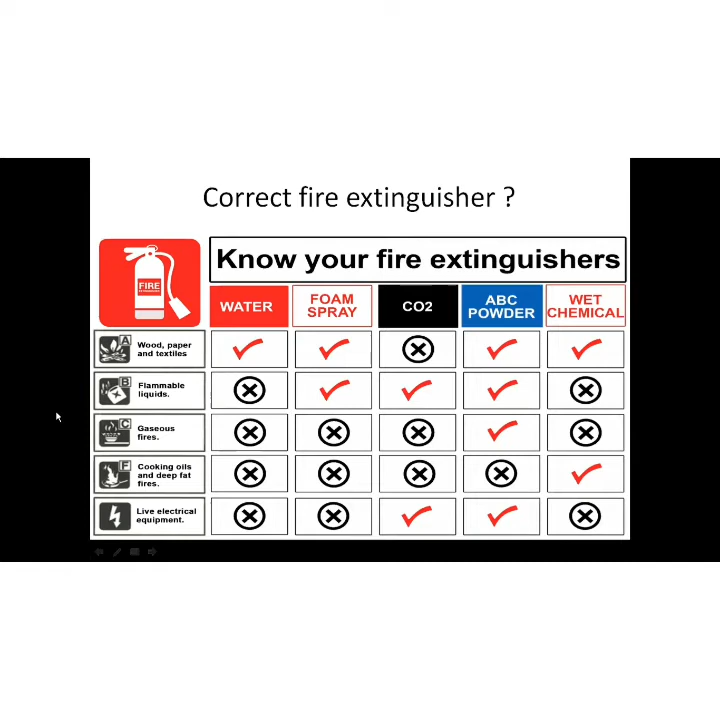 Correct fire extinguisher ?
Know your fire extinguishers
FIRE
WATER
FOAM
SPRAY
CO2
ABC
POWDER
WET
CHEMICAL
A
Wood, paper
and textiles
B
Flammable
liquids.
C
Gaseous
fires.
F
Cooking oils
and deep fat
fires.
Live electrical
equipment.